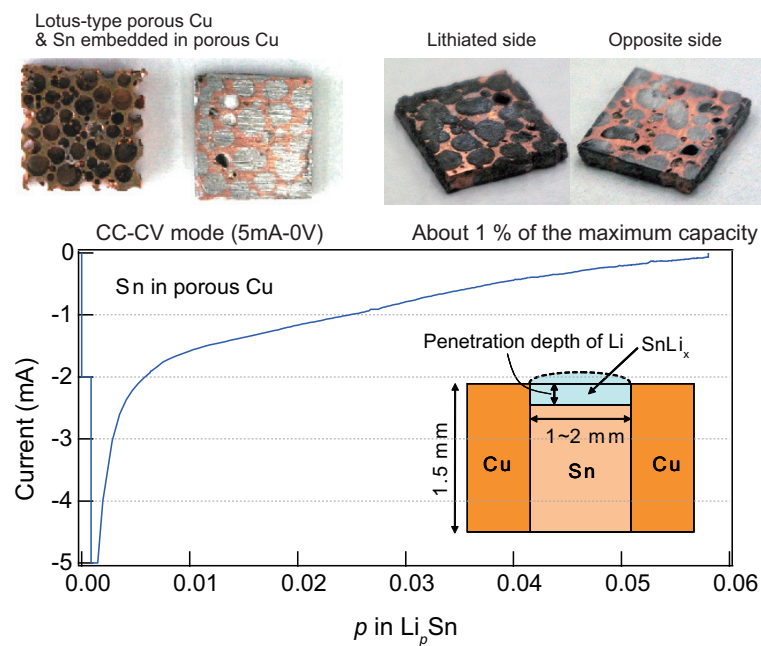 Lotus-type porous Cu
& Sn embedded in porous Cu
Lithiated side
Opposite side
CC-CV mode (5mA-0V)
About 1 % of the maximum capacity
Sn in porous Cu
Penetration depth of Li
SnLiₓ
1~2 mm
1.5 mm
Cu
Sn
Cu
Current (mA)
0
-1
-2
-3
-4
-5
0.00 0.01 0.02 0.03 0.04 0.05 0.06
p in LiₚSn